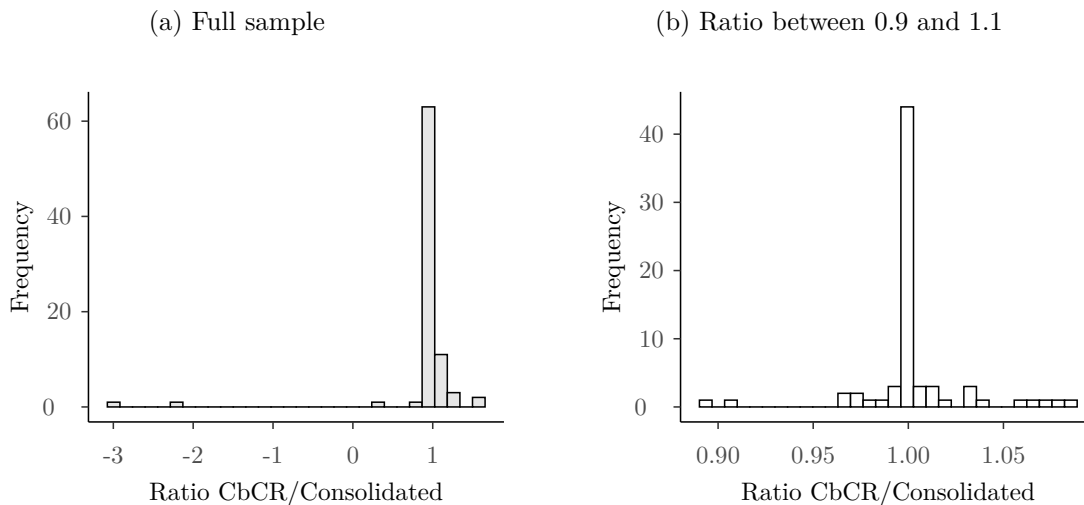 (a) Full sample
60
40
20
0
Frequency
-3 -2 -1 0 1
Ratio CbCR/Consolidated
(b) Ratio between 0.9 and 1.1
40
30
20
10
0
Frequency
0.90 0.95 1.00 1.05
Ratio CbCR/Consolidated